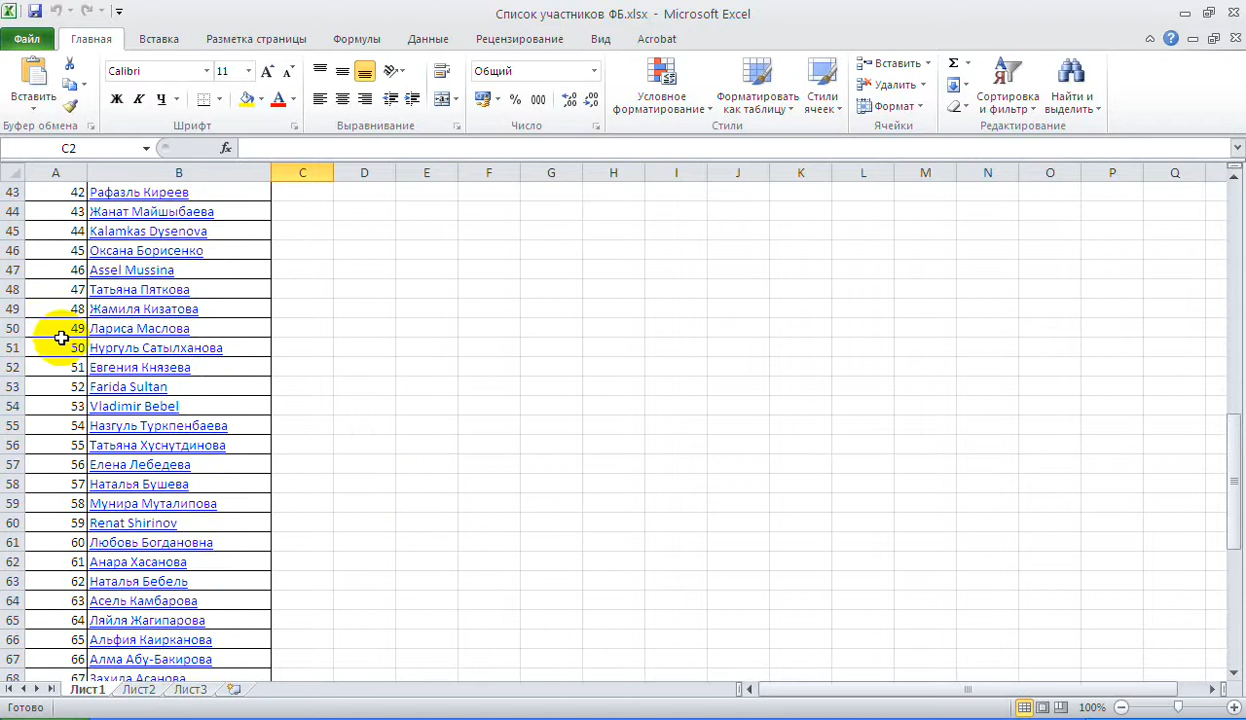 Список участников ФБ.xlsx - Microsoft Excel
Файл Главная Вставка Разметка страницы Формулы Данные Рецензирование Вид Acrobat
Вставить Calibri 11 Общий Условное форматирование Форматировать как таблицу Стили ячеек Вставить Удалить Формат Сортировка и фильтр Найти и выделить
Ж К Ч % 000
Буфер обмена Шрифт Выравнивание Число Стили Ячейки Редактирование
C2 fx
A B C D E F G H I J K L M N O P Q
43 42 Рафазль Киреев
44 43 Жанат Майшыбаева
45 44 Kalamkas Dysenova
46 45 Оксана Борисенко
47 46 Assel Mussina
48 47 Татьяна Пяткова
49 48 Жамиля Кизатова
50 49 Лариса Маслова
51 50 Нургуль Сатылханова
52 51 Евгения Князева
53 52 Farida Sultan
54 53 Vladimir Bebel
55 54 Назгуль Туркпенбаева
56 55 Татьяна Хуснутдинова
57 56 Елена Лебедева
58 57 Наталья Бушева
59 58 Мунира Муталипова
60 59 Renat Shirinov
61 60 Любовь Богдановна
62 61 Анара Хасанова
63 62 Наталья Бебель
64 63 Асель Камбарова
65 64 Ляйля Жагипарова
66 65 Альфия Каирканова
67 66 Алма Абу-Бакирова
68 67 Захида Асанова
Лист1 Лист2 Лист3
Готово 100%